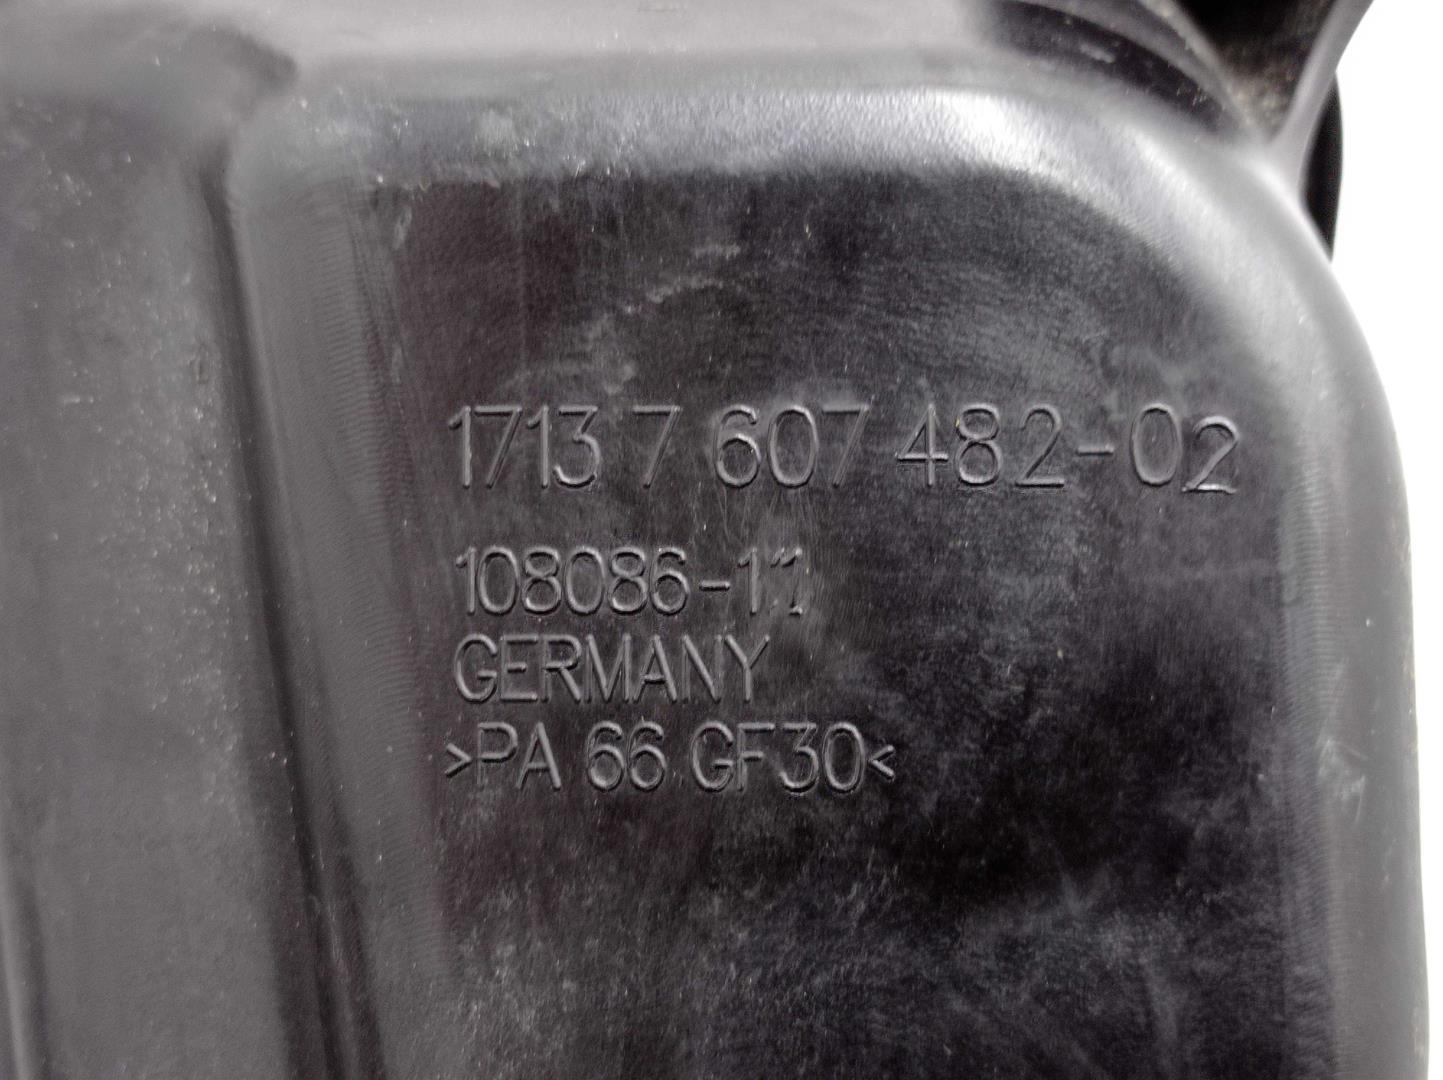 1713 7 607 482-02
108086-11
GERMANY
>PA 66 GF30<